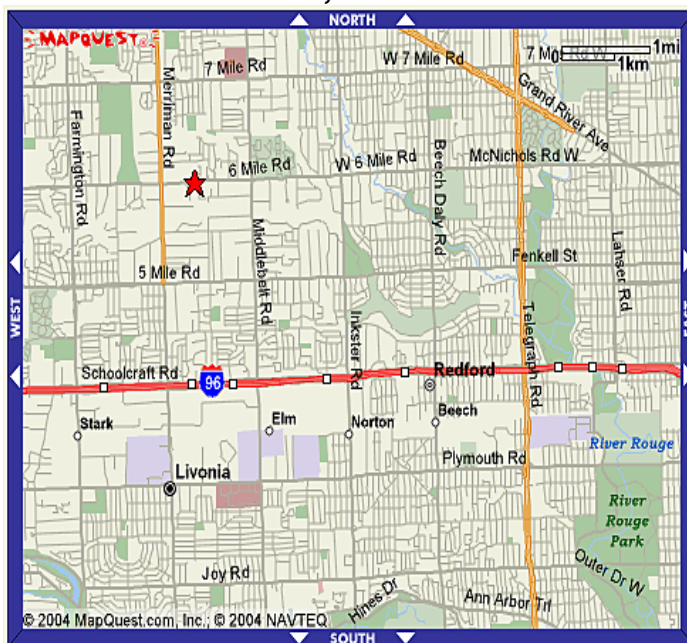 NORTH
MAPQUEST
7 Mile Rd
W 7 Mile Rd
7 M Rd W
0 1mi
1km
Grand River Ave
Merriman Rd
Farmington Rd
6 Mile Rd
W 6 Mile Rd
Beech Daly Rd
McNichols Rd W
Middlebelt Rd
Fenkell St
Lahser Rd
5 Mile Rd
WEST
Inkster Rd
Telegraph Rd
Schoolcraft Rd
96
Redford
Stark
Elm
Norton
Beech
River Rouge
Livonia
Plymouth Rd
River
Rouge
Park
Joy Rd
Outer Dr W
Hines Dr
Ann Arbor Trl
© 2004 MapQuest.com, Inc.; © 2004 NAVTEQ
SOUTH